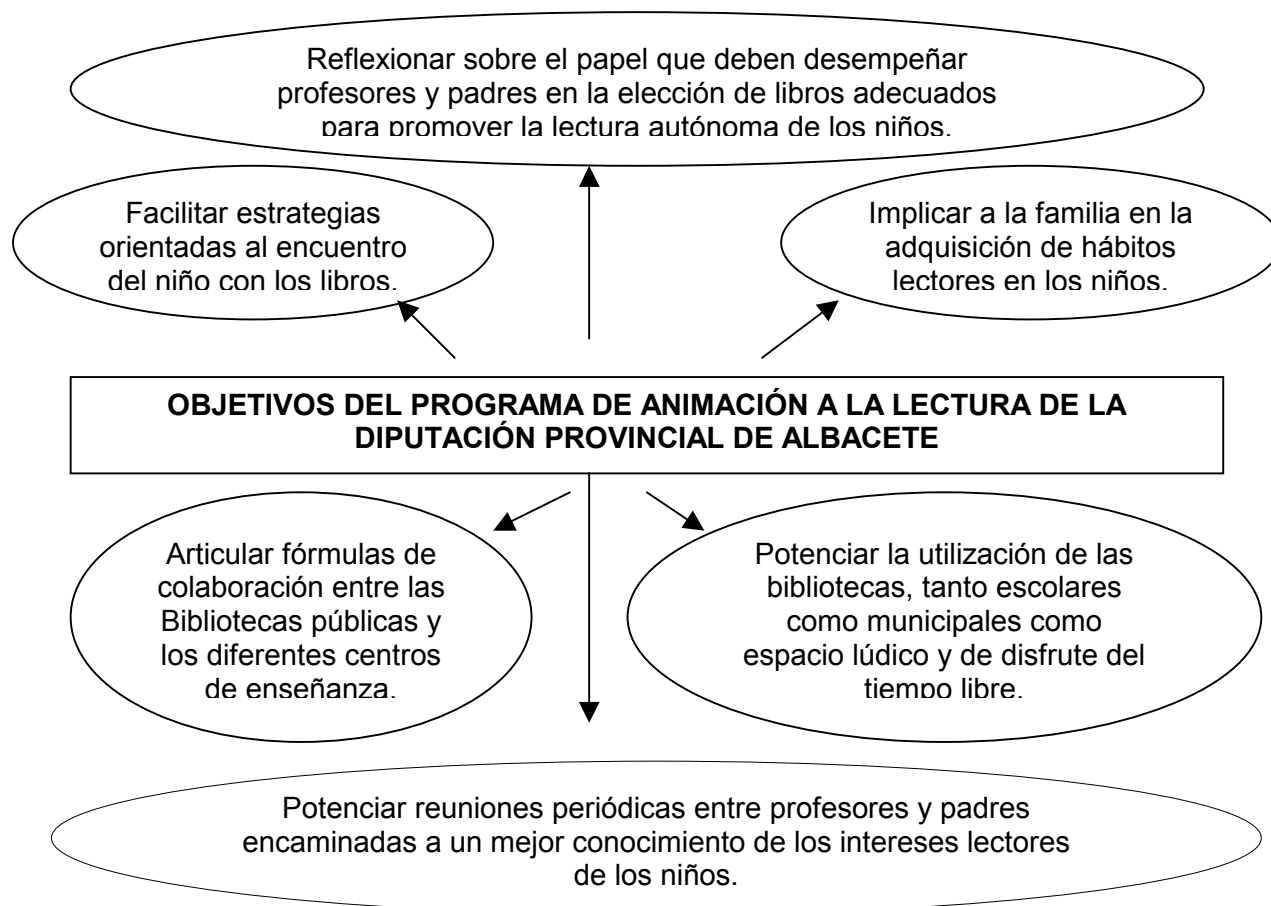 Reflexionar sobre el papel que deben desempeñar
profesores y padres en la elección de libros adecuados
para promover la lectura autónoma de los niños.
Facilitar estrategias
orientadas al encuentro
del niño con los libros.
Implicar a la familia en la
adquisición de hábitos
lectores en los niños.
OBJETIVOS DEL PROGRAMA DE ANIMACIÓN A LA LECTURA DE LA
DIPUTACIÓN PROVINCIAL DE ALBACETE
Articular fórmulas de
colaboración entre las
Bibliotecas públicas y
los diferentes centros
de enseñanza.
Potenciar la utilización de las
bibliotecas, tanto escolares
como municipales como
espacio lúdico y de disfrute del
tiempo libre.
Potenciar reuniones periódicas entre profesores y padres
encaminadas a un mejor conocimiento de los intereses lectores
de los niños.